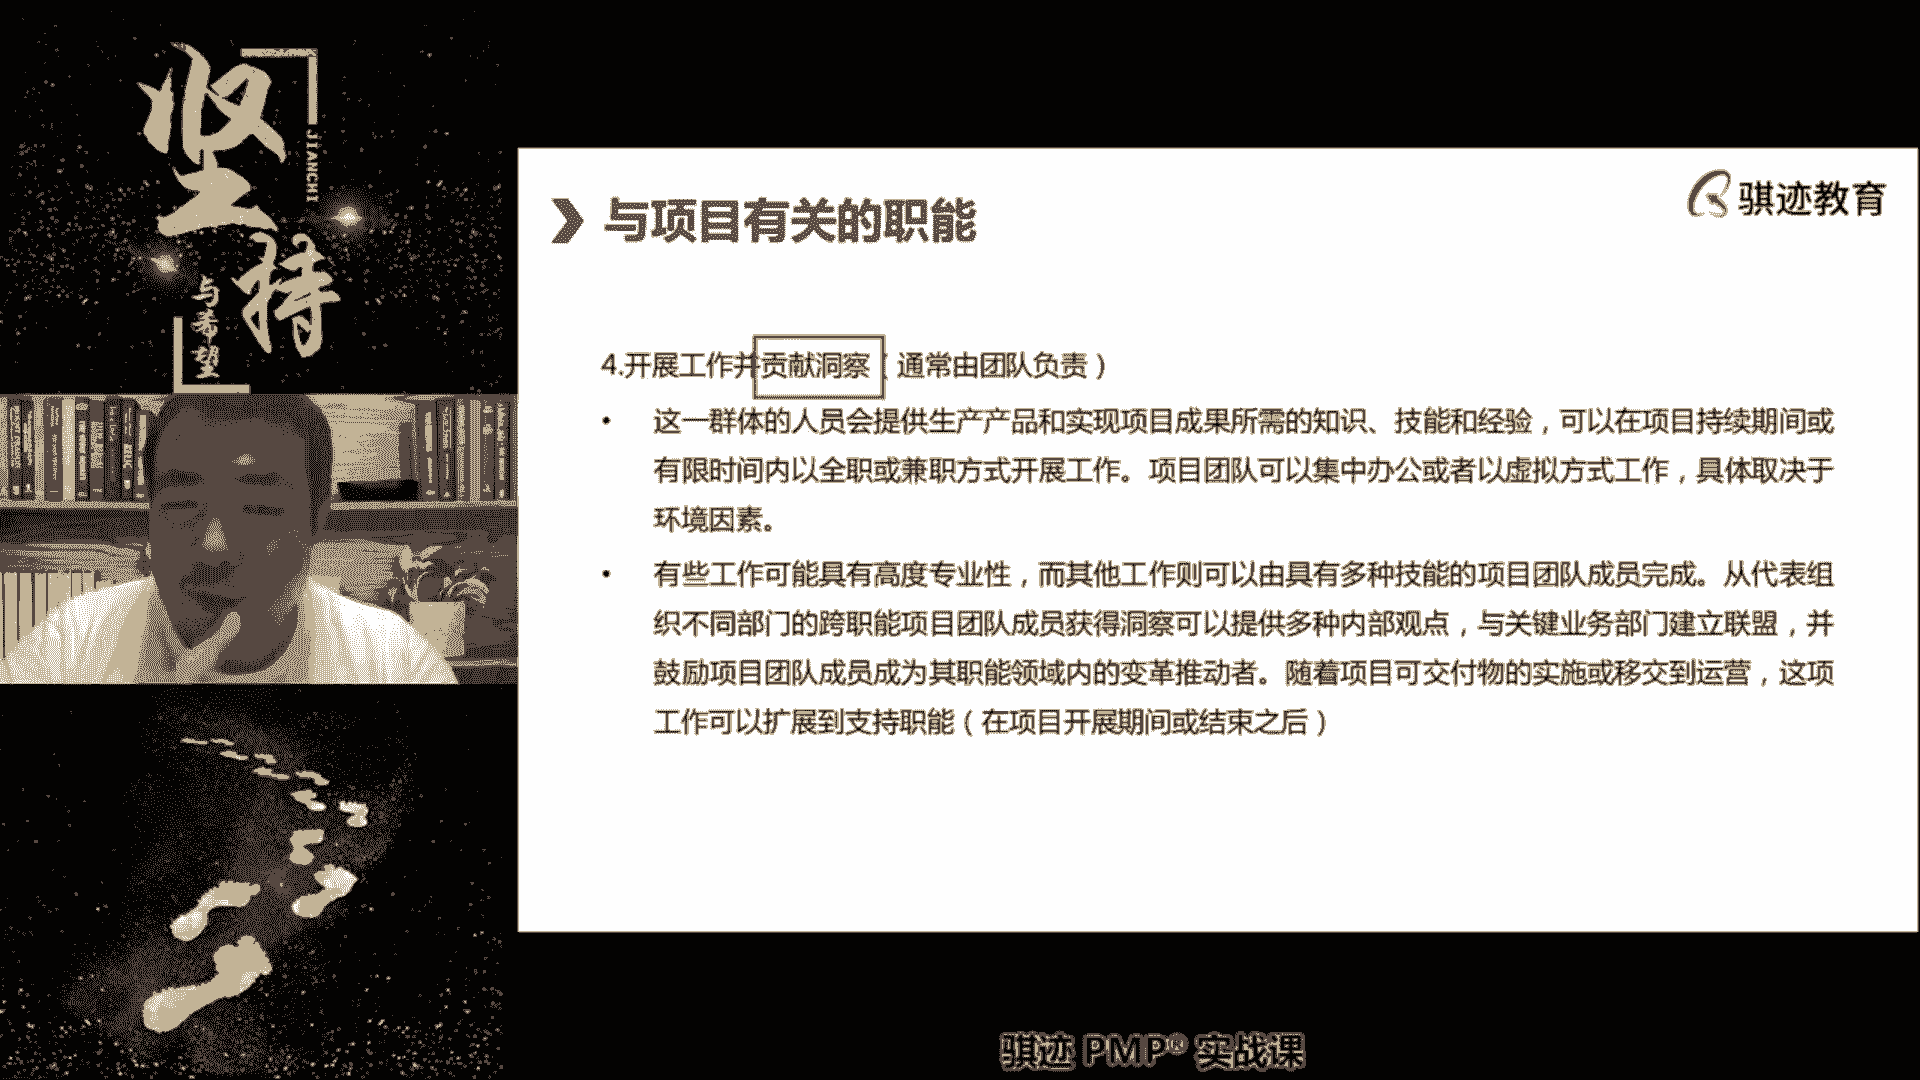 坚持
JIANCHI
与希望
骐迹教育
与项目有关的职能
4.开展工作并贡献洞察（通常由团队负责）
• 这一群体的人员会提供生产产品和实现项目成果所需的知识、技能和经验，可以在项目持续期间或
有限时间内以全职或兼职方式开展工作。项目团队可以集中办公或者以虚拟方式工作，具体取决于
环境因素。
• 有些工作可能具有高度专业性，而其他工作则可以由具有多种技能的项目团队成员完成。从代表组
织不同部门的跨职能项目团队成员获得洞察可以提供多种内部观点，与关键业务部门建立联盟，并
鼓励项目团队成员成为其职能领域内的变革推动者。随着项目可交付物的实施或移交到运营，这项
工作可以扩展到支持职能（在项目开展期间或结束之后）
骐迹 PMP® 实战课